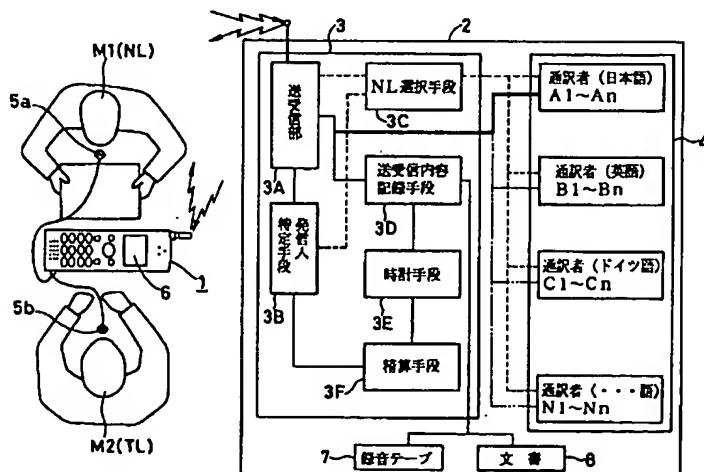 M1(NL)
5a
6
1
5b
M2(TL)
2
3
3A
NL選択手段
3C
送受信内容
記録手段
3D
発信人
特定手段
3B
時計手段
3E
精算手段
3F
通訳者（日本語）
A1~An
4
通訳者（英語）
B1~Bn
通訳者（ドイツ語）
C1~Cn
通訳者（・・・語）
N1~Nn
7
録音テープ
文 書
8